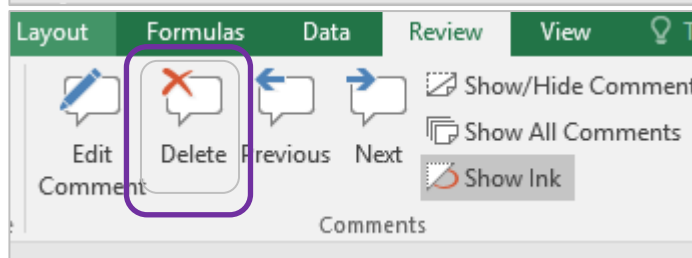 Layout Formulas Data Review View
Show/Hide Comment
Show All Comments
Edit Comment Delete Previous Next
Show Ink
Comments